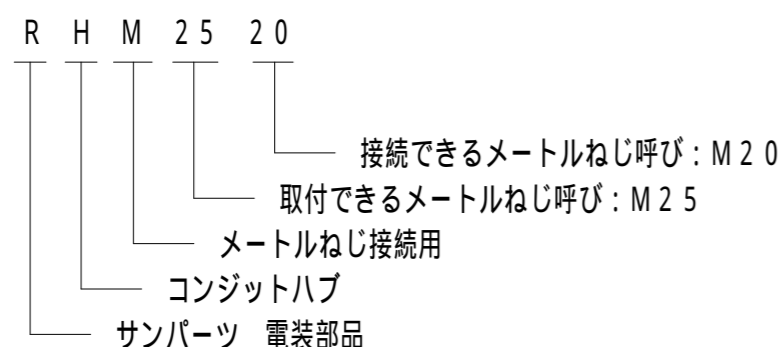 ＲＨＭ２５２０
接続できるメートルねじ呼び：Ｍ２０
取付できるメートルねじ呼び：Ｍ２５
メートルねじ接続用
コンジットハブ
サンパーツ　電装部品